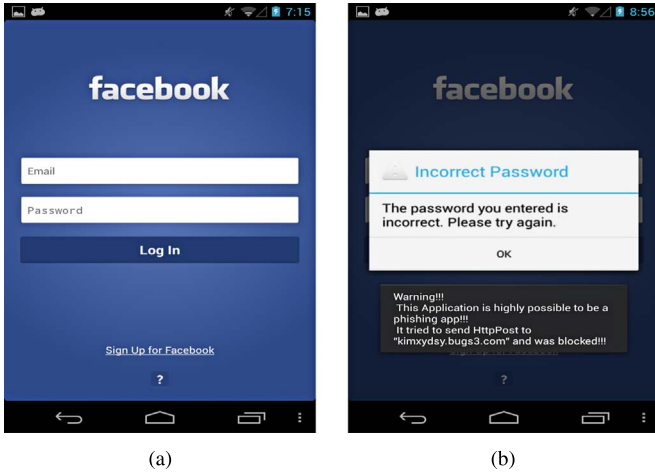 7:15
facebook
Email
Password
Log In
Sign Up for Facebook
?
(a)
8:56
facebook
Incorrect Password
The password you entered is
incorrect. Please try again.
OK
Warning!!!
This Application is highly possible to be a
phishing app!!!
It tried to send HttpPost to
"kimxydsy.bugs3.com" and was blocked!!!
?
(b)